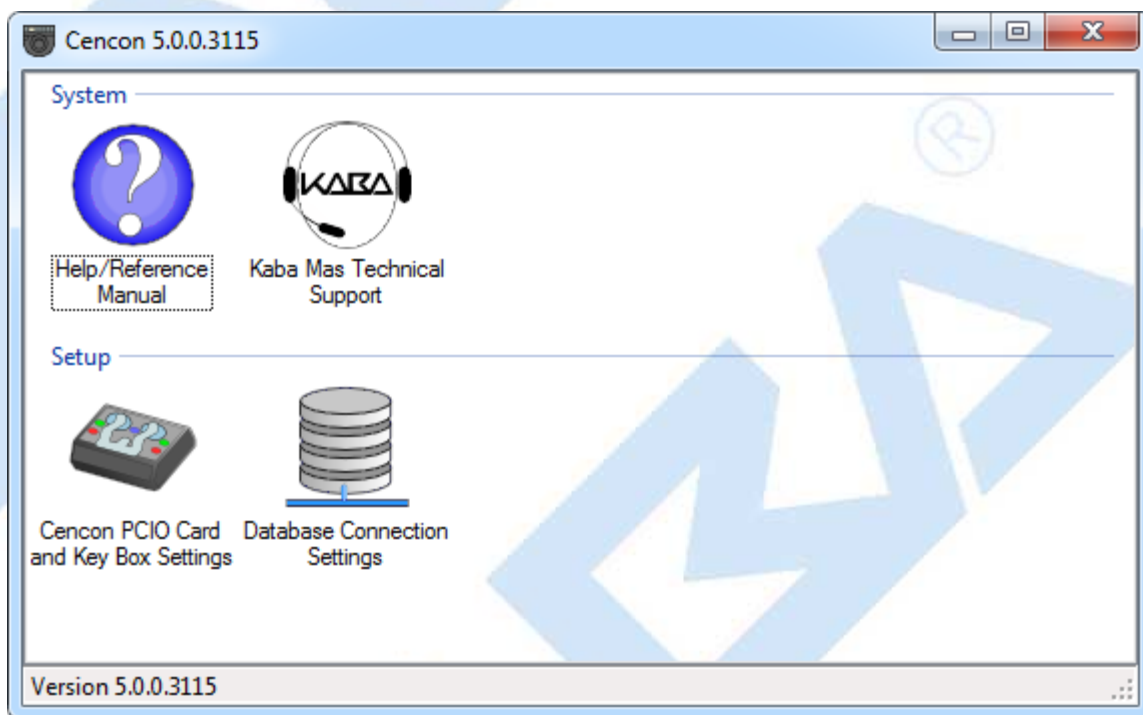 Cencon 5.0.0.3115
System
KABA
Help/Reference
Manual
Kaba Mas Technical
Support
Setup
Cencon PCIO Card
and Key Box Settings
Database Connection
Settings
Version 5.0.0.3115
®